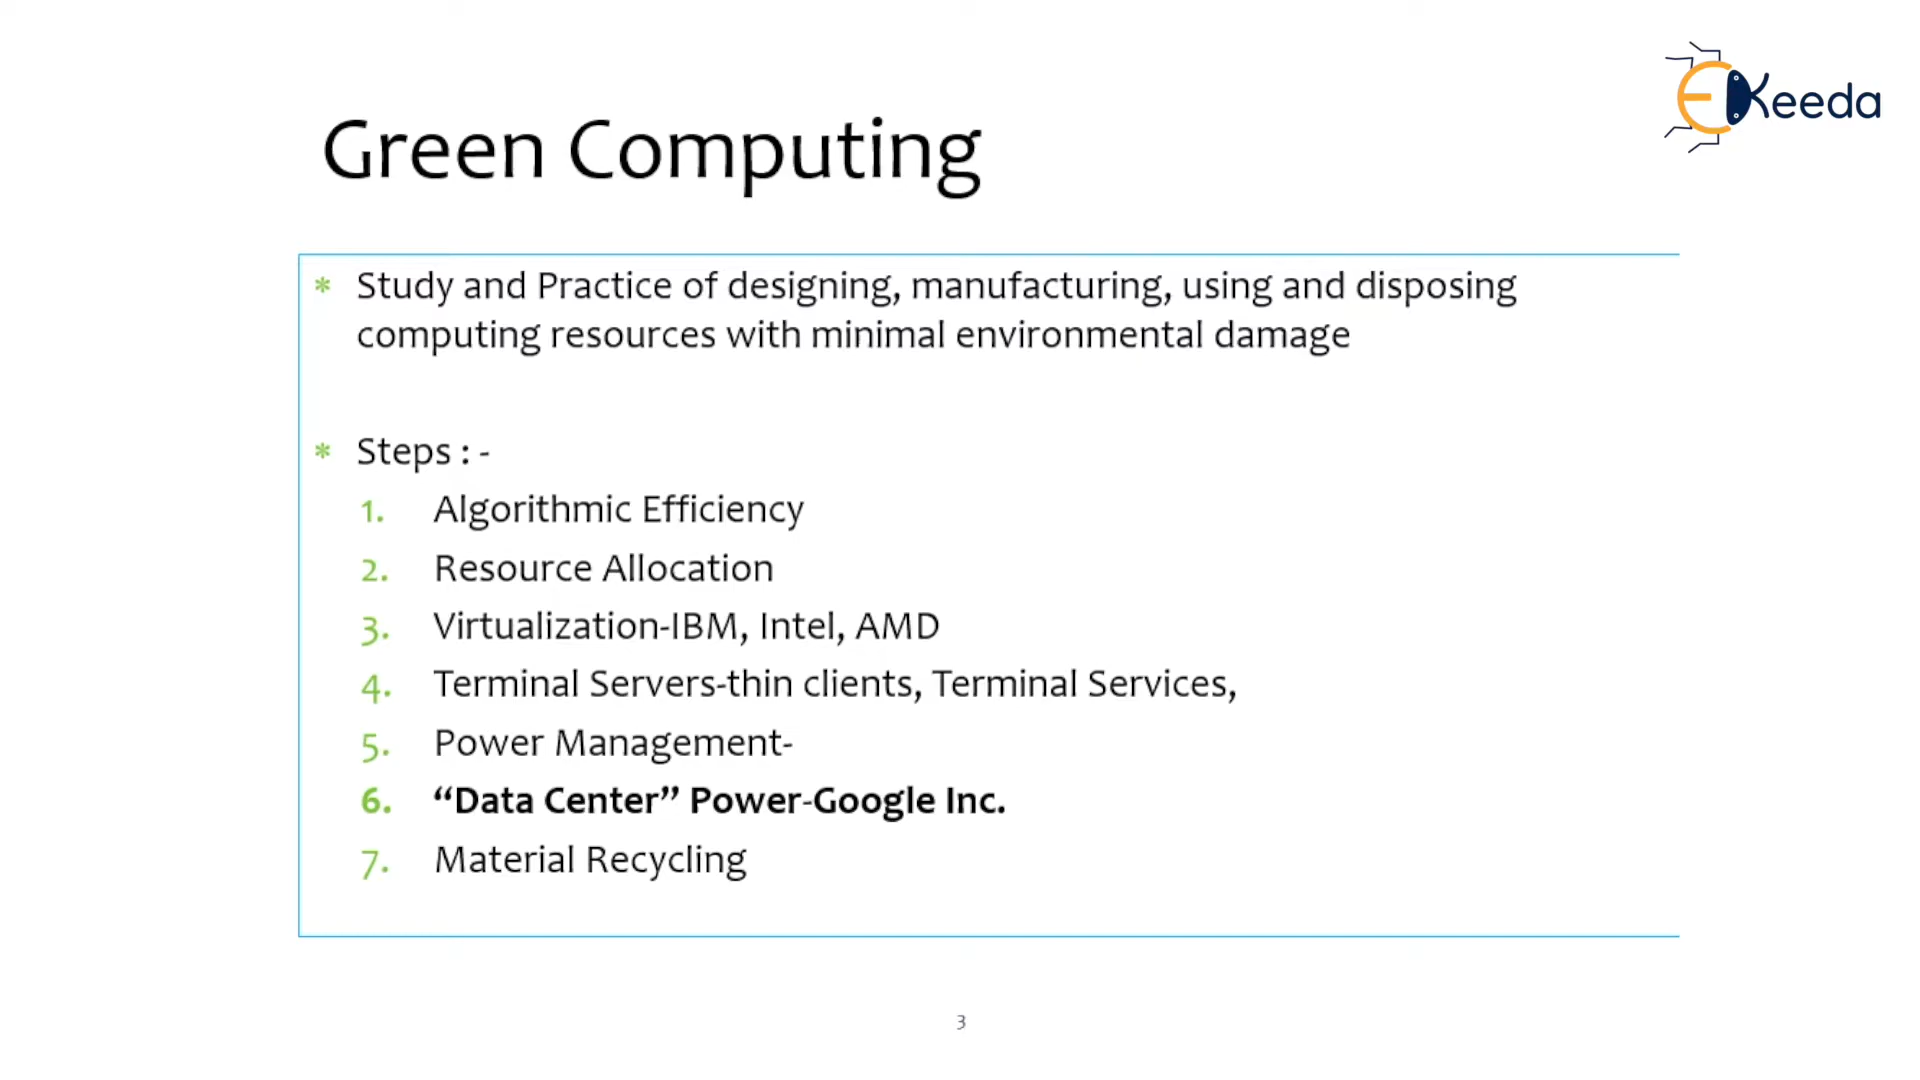 EKeeda
Green Computing
* Study and Practice of designing, manufacturing, using and disposing
computing resources with minimal environmental damage
* Steps : -
1. Algorithmic Efficiency
2. Resource Allocation
3. Virtualization-IBM, Intel, AMD
4. Terminal Servers-thin clients, Terminal Services,
5. Power Management-
6. “Data Center” Power-Google Inc.
7. Material Recycling
3